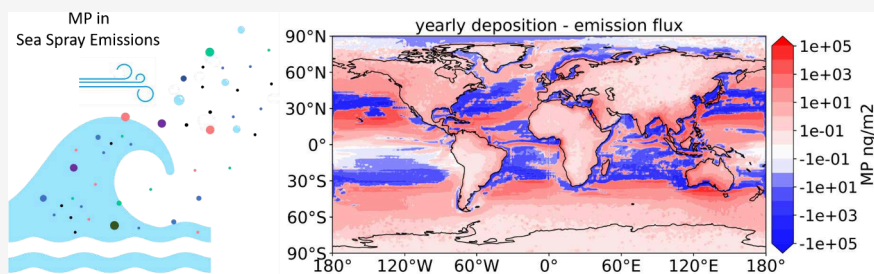 MP in
Sea Spray Emissions
yearly deposition - emission flux
90°N
60°N
30°N
0°
30°S
60°S
90°S
180°
120°W
60°W
0°
60°E
120°E
180°
1e+05
1e+03
1e+01
1e-01
-1e-01
-1e+01
-1e+03
-1e+05
MP ng/m2